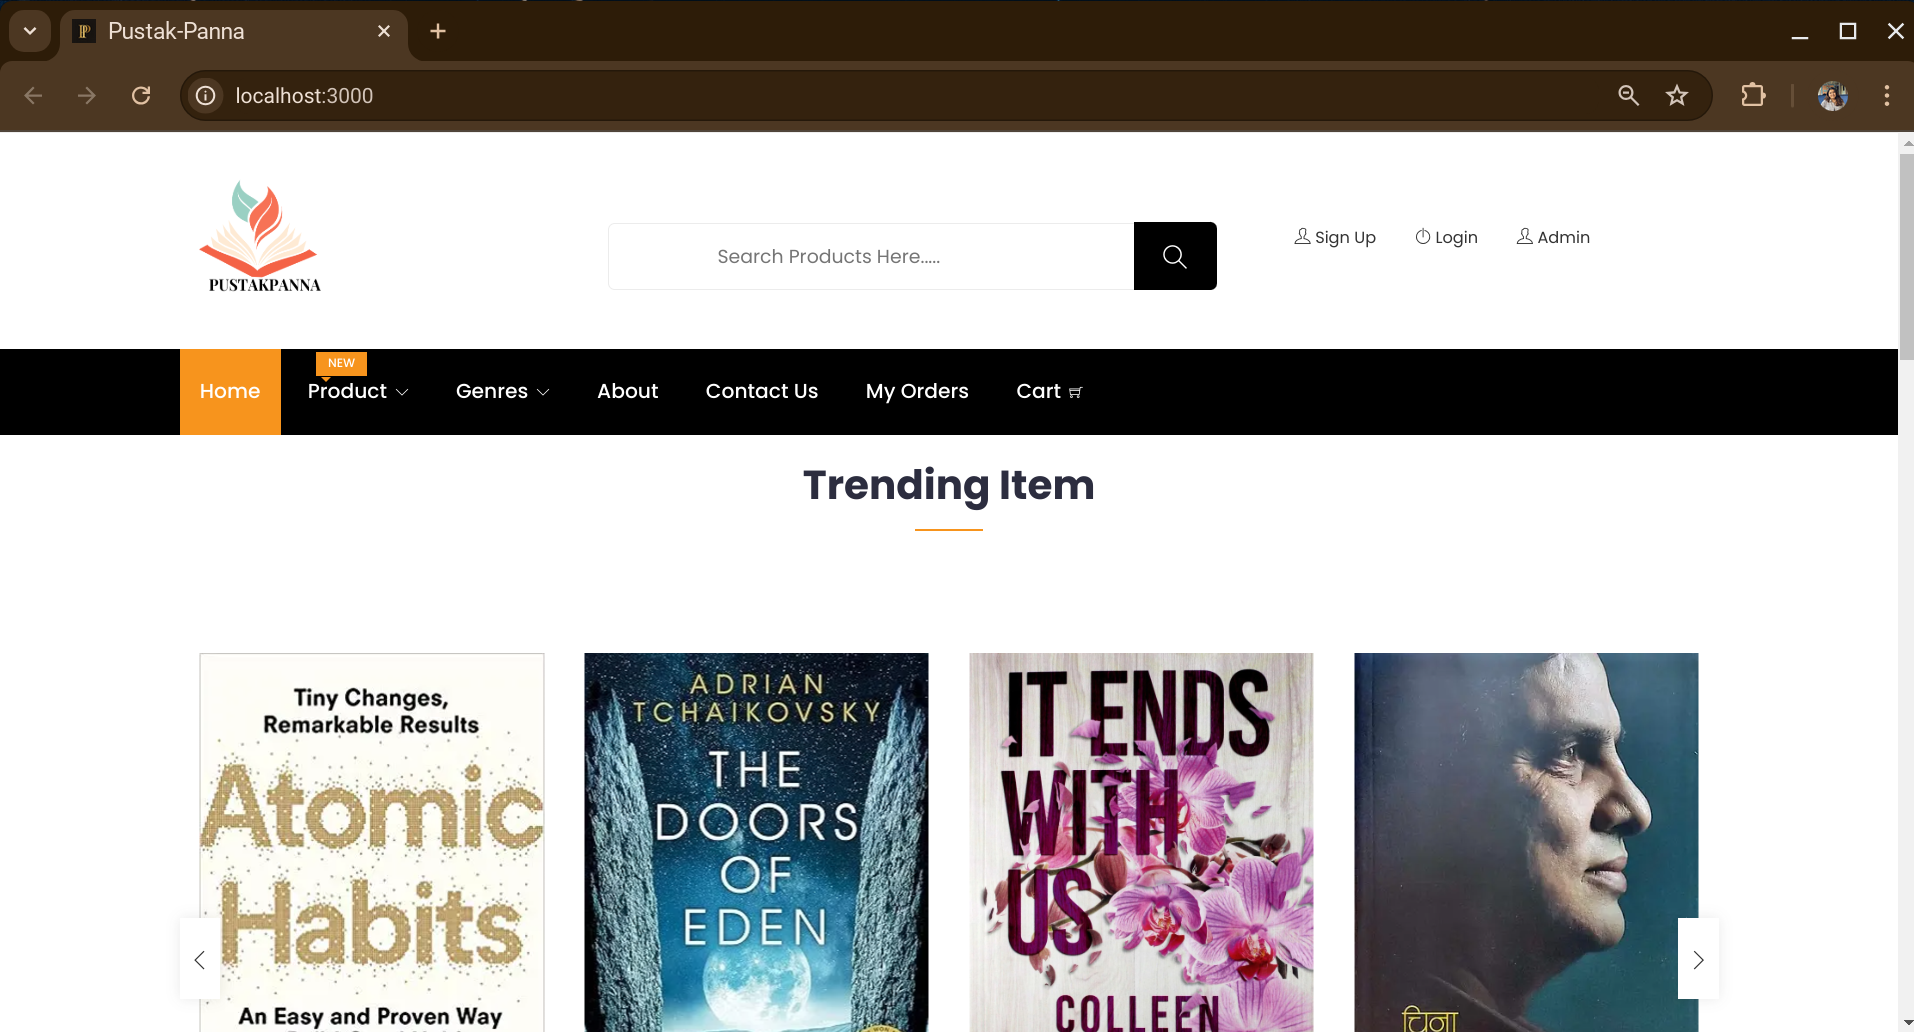 Pustak-Panna
localhost:3000
PUSTAKPANNA
Search Products Here.....
Sign Up
Login
Admin
NEW
Home
Product
Genres
About
Contact Us
My Orders
Cart
Trending Item
Tiny Changes,
Remarkable Results
Atomic
Habits
An Easy and Proven Way
ADRIAN
TCHAIKOVSKY
THE
DOORS
OF
EDEN
IT ENDS
WITH
US
COLLEEN